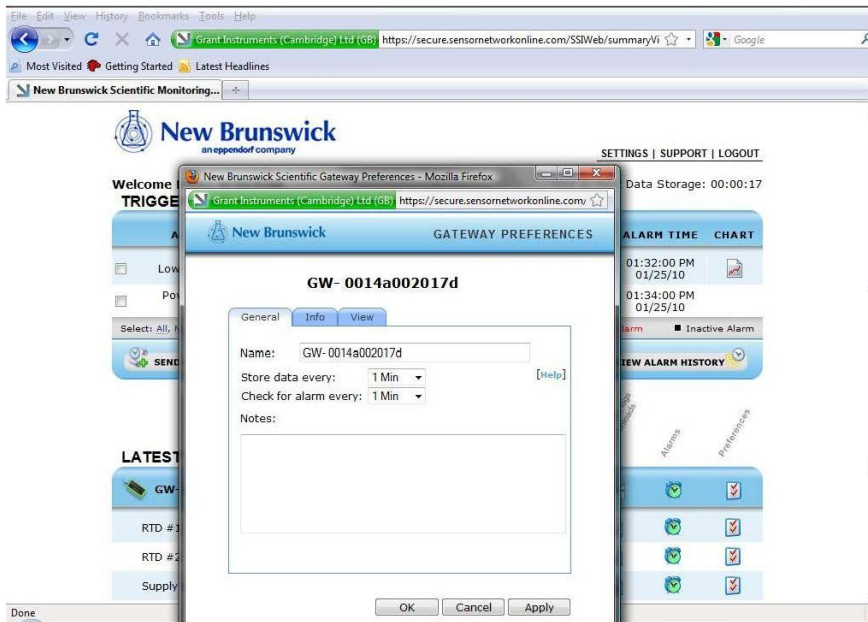 File Edit View History Bookmarks Tools Help
Grant Instruments (Cambridge) Ltd (GB) https://secure.sensornetworkonline.com/SSIWeb/summaryVi Google
Most Visited Getting Started Latest Headlines
New Brunswick Scientific Monitoring...
New Brunswick
an eppendorf company
SETTINGS | SUPPORT | LOGOUT
Welcome
Data Storage: 00:00:17
TRIGGE
ALARM TIME CHART
Low
01:32:00 PM
01/25/10
Po
01:34:00 PM
01/25/10
Select: All,
Inactive Alarm
SEND
VIEW ALARM HISTORY
Alarms
Preferences
LATEST
GW-
RTD #1
RTD #2
Supply
New Brunswick Scientific Gateway Preferences - Mozilla Firefox
Grant Instruments (Cambridge) Ltd (GB) https://secure.sensornetworkonline.com/
New Brunswick GATEWAY PREFERENCES
GW- 0014a002017d
General Info View
Name: GW- 0014a002017d
Store data every: 1 Min [Help]
Check for alarm every: 1 Min
Notes:
OK Cancel Apply
Done